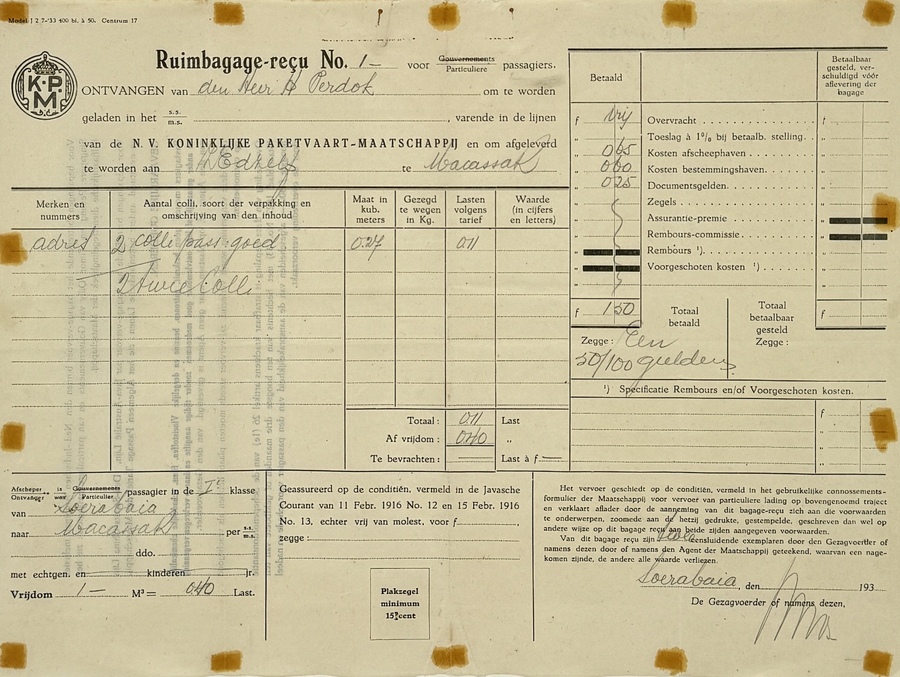 Model J 2 7-'33 400 bl. à 50. Centrum 17
K.P.M
Ruimbagage-reçu No. 1- voor Gouvernements Particuliere passagiers.
ONTVANGEN van den Heer H Perdok om te worden
geladen in het s.s. m.s. , varende in de lijnen
van de N. V. KONINKLIJKE PAKETVAART-MAATSCHAPPIJ en om afgeleverd
te worden aan te Macassar
Merken en nummers
Aantal colli, soort der verpakking en omschrijving van den inhoud
Maat in kub. meters
Gezegd te wegen in Kg.
Lasten volgens tarief
Waarde (in cijfers en letters)
adres 2 colli pass. goed 0.27 0.11
2 twee Colli
Totaal : 0.11 Last
Af vrijdom : 0.40 „
Te bevrachten : Last à f
Betaald
Betaalbaar gesteld, verschuldigd vóór aflevering der bagage
f Vrij Overvracht f
„ Toeslag à 1% bij betaalb. stelling „
„ 0.65 Kosten afscheephaven „
„ 0.60 Kosten bestemmingshaven „
„ 0.25 Documentsgelden „
„ Zegels „
„ Assurantie-premie
„ Rembours-commissie
Rembours ¹)
Voorgeschoten kosten ¹)
f 1.50 Totaal betaald
Totaal betaalbaar gesteld f
Zegge : Een
50/100 gulden
Zegge :
¹) Specificatie Rembours en/of Voorgeschoten kosten.
f
„
„
Afscheper Ontvanger is was Gouvernements Particulier passagier in de Iᵉ klasse
van Soerabaia
naar Macassar per s.s. m.s.
ddo.
met echtgen. en kinderen jr.
Vrijdom 1- M³ = 0.40 Last.
Geassureerd op de conditiën, vermeld in de Javasche
Courant van 11 Febr. 1916 No. 12 en 15 Febr. 1916
No. 13, echter vrij van molest, voor f
zegge :
Plakzegel
minimum
15 cent
Het vervoer geschiedt op de conditiën, vermeld in het gebruikelijke connossements-
formulier der Maatschappij voor vervoer van particuliere lading op bovengenoemd traject
en verklaart aflader door de aanneming van dit bagage-reçu zich aan die voorwaarden
te onderwerpen, zoomede aan de hetzij gedrukte, gestempelde, geschreven dan wel op
andere wijze op dit bagage reçu aan beide zijden aangegeven voorwaarden.
Van dit bagage reçu zijn eensluidende exemplaren door den Gezagvoerder of
namens dezen door of namens den Agent der Maatschappij geteekend, waarvan een nage-
komen zijnde, de andere alle waarde verliezen.
Soerabaia, den 193
De Gezagvoerder of namens dezen,